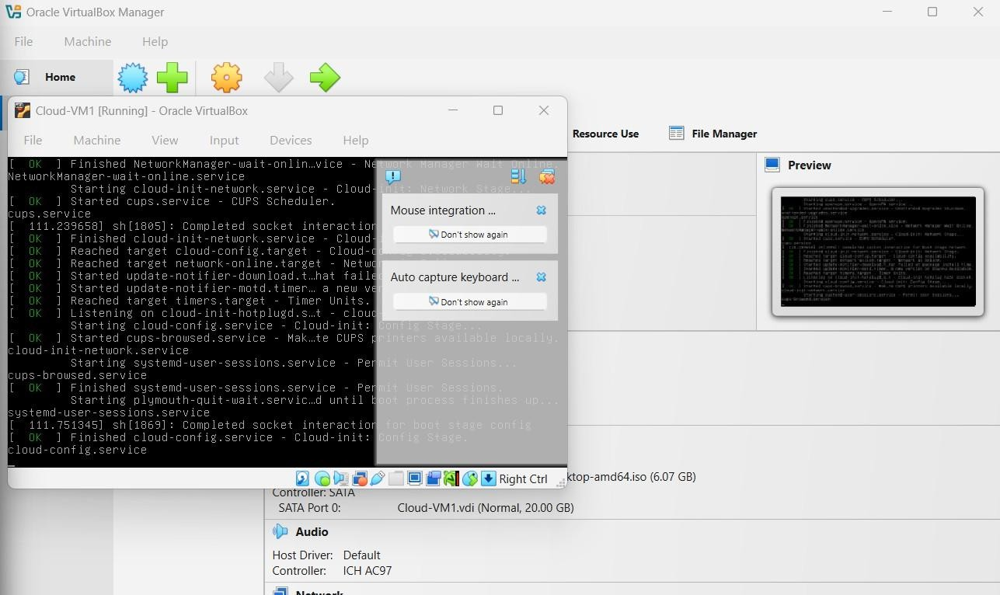 Oracle VirtualBox Manager
File Machine Help
Home
Cloud-VM1 [Running] - Oracle VirtualBox
File Machine View Input Devices Help
Resource Use
File Manager
Preview
[ OK ] Finished NetworkManager-wait-onlin…vice - Network Manager Wait Online.
NetworkManager-wait-online.service
Starting cloud-init-network.service - Cloud-init: Network Stage...
[ OK ] Started cups.service - CUPS Scheduler.
cups.service
[ 111.239658] sh[1805]: Completed socket interaction
[ OK ] Finished cloud-init-network.service - Cloud-init
[ OK ] Reached target cloud-config.target - Cloud-co
[ OK ] Reached target network-online.target - Networ
[ OK ] Started update-notifier-download.t…hat failed
[ OK ] Started update-notifier-motd.timer… a new ver
[ OK ] Reached target timers.target - Timer Units.
[ OK ] Listening on cloud-init-hotplugd.s…t - cloud
Starting cloud-config.service - Cloud-init: Config Stage...
[ OK ] Started cups-browsed.service - Mak…te CUPS printers available locally.
cloud-init-network.service
Starting systemd-user-sessions.service - Permit User Sessions...
cups-browsed.service
[ OK ] Finished systemd-user-sessions.service - Permit User Sessions.
Starting plymouth-quit-wait.servic…d until boot process finishes up...
systemd-user-sessions.service
[ 111.751345] sh[1869]: Completed socket interaction for boot stage config
[ OK ] Finished cloud-config.service - Cloud-init: Config Stage.
cloud-config.service
Mouse integration ...
Don't show again
Auto capture keyboard ...
Don't show again
Right Ctrl
ktop-amd64.iso (6.07 GB)
Controller: SATA
SATA Port 0: Cloud-VM1.vdi (Normal, 20.00 GB)
Audio
Host Driver: Default
Controller: ICH AC97
Network